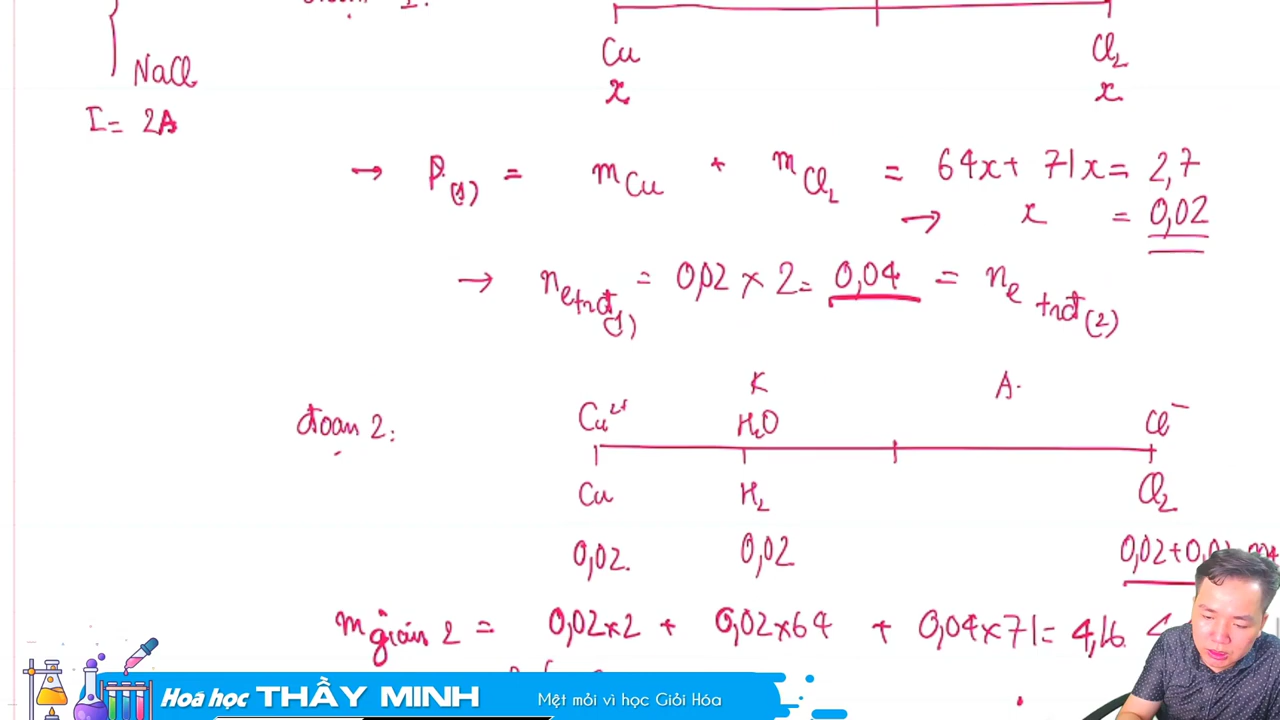 NaCl
I = 2A
Cu Cl₂
x x
→ P(1) = mCu + mCl₂ = 64x + 71x = 2,7
→ x = 0,02
→ ne trđ(1) = 0,02 × 2 = 0,04 = ne trđ(2)
K A.
đoạn 2: Cu²⁺ H₂O Cl⁻
Cu H₂ Cl₂
0,02. 0,02 0,02+0,02
m giảm 2 = 0,02×2 + 0,02×64 + 0,04×71 = 4,16. <
Hoá học THẦY MINH Mệt mỏi vì học Giỏi Hóa